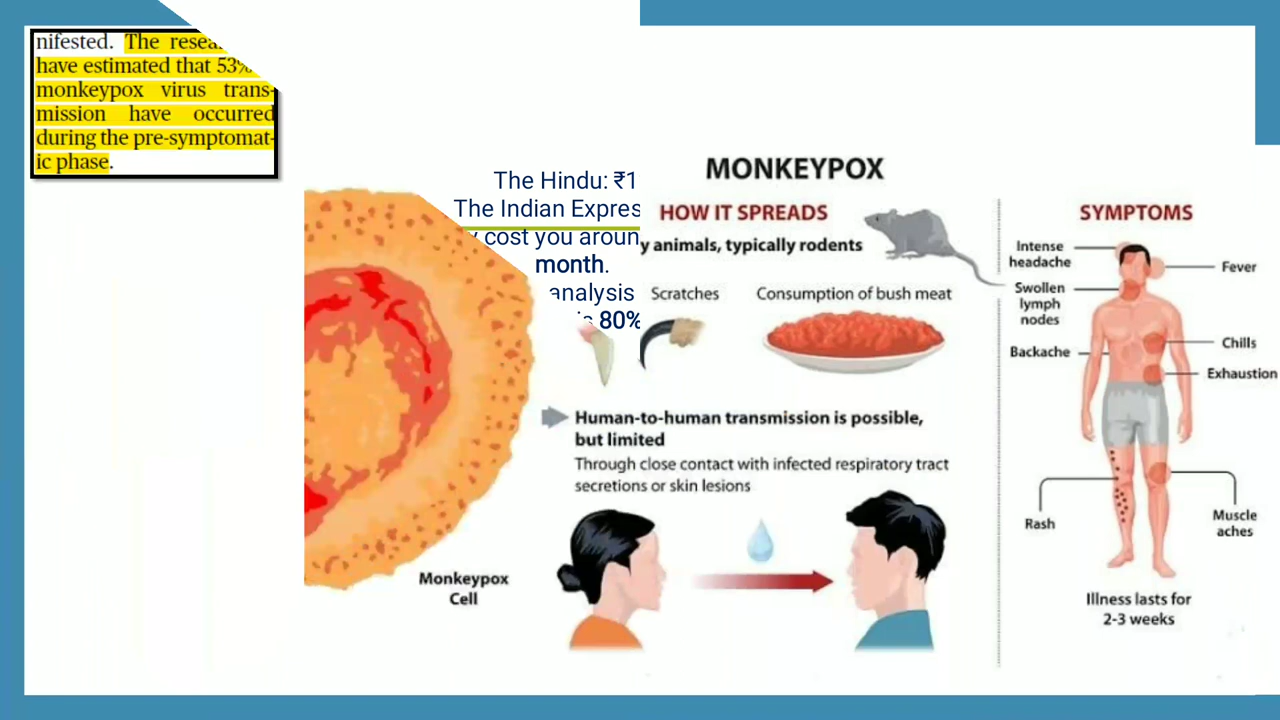 nifested. The
have estimated that 53%
monkeypox virus trans-
mission have occurred
during the pre-symptomat-
ic phase.
The Hindu: ₹1
The Indian
cost you
month.
analysis
80%
MONKEYPOX
HOW IT SPREADS
animals, typically rodents
Scratches
Consumption of bush meat
Human-to-human transmission is possible,
but limited
Through close contact with infected respiratory tract
secretions or skin lesions
Monkeypox
Cell
SYMPTOMS
Intense
headache
Fever
Swollen
lymph
nodes
Chills
Backache
Exhaustion
Rash
Muscle
aches
Illness lasts for
2-3 weeks